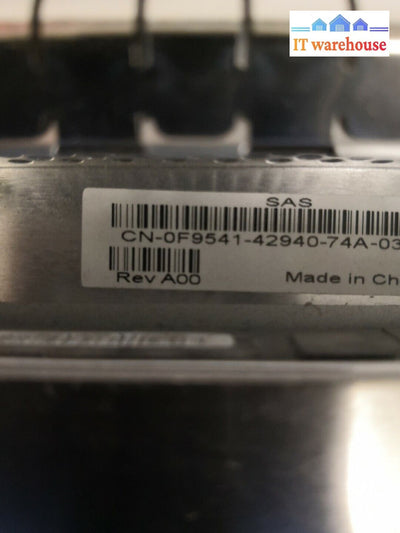 IT warehouse
SAS
CN-0F9541-42940-74A-03
Rev A00
Made in Ch